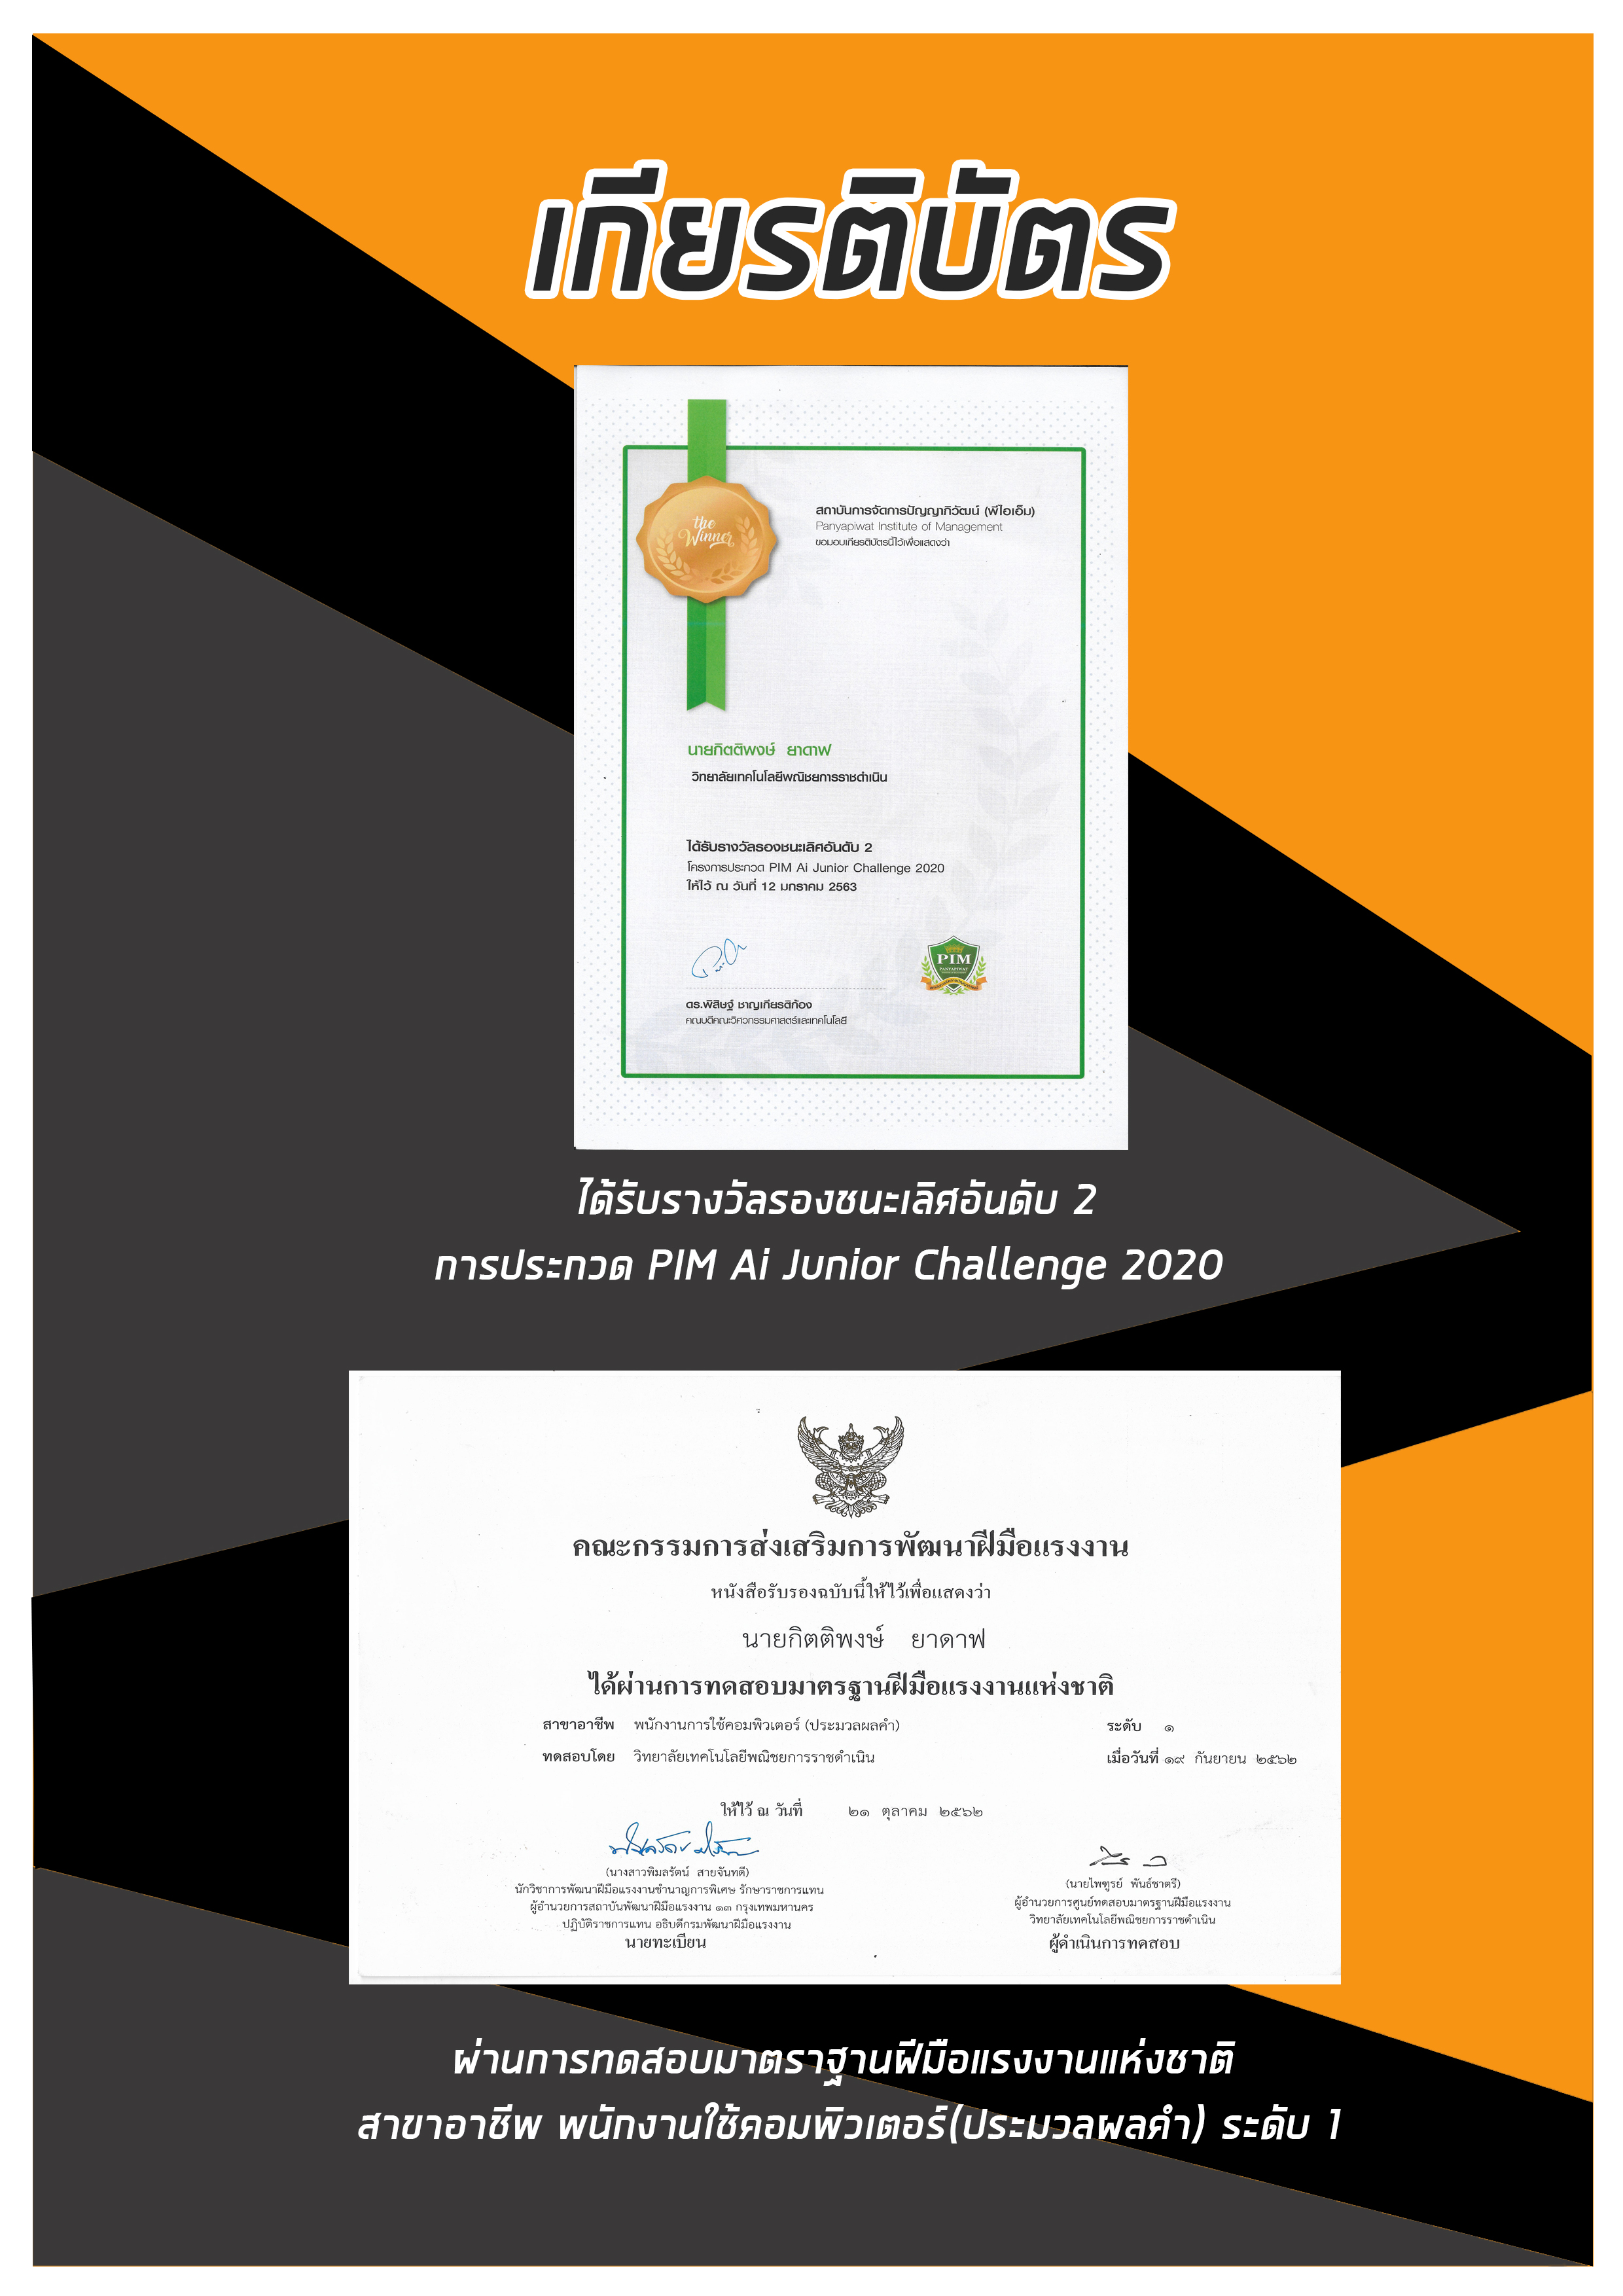 เกียรติบัตร
the
Winner
สถาบันการจัดการปัญญาภิวัฒน์ (พีไอเอ็ม)
Panyapiwat Institute of Management
ขอมอบเกียรติบัตรนี้ไว้เพื่อแสดงว่า
นายกิตติพงษ์ ยาดาฟ
วิทยาลัยเทคโนโลยีพณิชยการราชดำเนิน
ได้รับรางวัลรองชนะเลิศอันดับ 2
โครงการประกวด PIM Ai Junior Challenge 2020
ให้ไว้ ณ วันที่ 12 มกราคม 2563
PIM
PANYAPIWAT
ดร.พิสิษฐ์ ชาญเกียรติก้อง
คณบดีคณะวิศวกรรมศาสตร์และเทคโนโลยี
ได้รับรางวัลรองชนะเลิศอันดับ 2
การประกวด PIM Ai Junior Challenge 2020
คณะกรรมการส่งเสริมการพัฒนาฝีมือแรงงาน
หนังสือรับรองฉบับนี้ให้ไว้เพื่อแสดงว่า
นายกิตติพงษ์ ยาดาฟ
ได้ผ่านการทดสอบมาตรฐานฝีมือแรงงานแห่งชาติ
สาขาอาชีพ พนักงานการใช้คอมพิวเตอร์ (ประมวลผลคำ) ระดับ ๑
ทดสอบโดย วิทยาลัยเทคโนโลยีพณิชยการราชดำเนิน เมื่อวันที่ ๑๙ กันยายน ๒๕๖๒
ให้ไว้ ณ วันที่ ๒๑ ตุลาคม ๒๕๖๒
(นางสาวพิมลรัตน์ สายจันทดี)
นักวิชาการพัฒนาฝีมือแรงงานชำนาญการพิเศษ รักษาราชการแทน
ผู้อำนวยการสถาบันพัฒนาฝีมือแรงงาน ๑๓ กรุงเทพมหานคร
ปฏิบัติราชการแทน อธิบดีกรมพัฒนาฝีมือแรงงาน
นายทะเบียน
(นายไพฑูรย์ พันธ์ชาตรี)
ผู้อำนวยการศูนย์ทดสอบมาตรฐานฝีมือแรงงาน
วิทยาลัยเทคโนโลยีพณิชยการราชดำเนิน
ผู้ดำเนินการทดสอบ
ผ่านการทดสอบมาตราฐานฝีมือแรงงานแห่งชาติ
สาขาอาชีพ พนักงานใช้คอมพิวเตอร์(ประมวลผลคำ) ระดับ 1